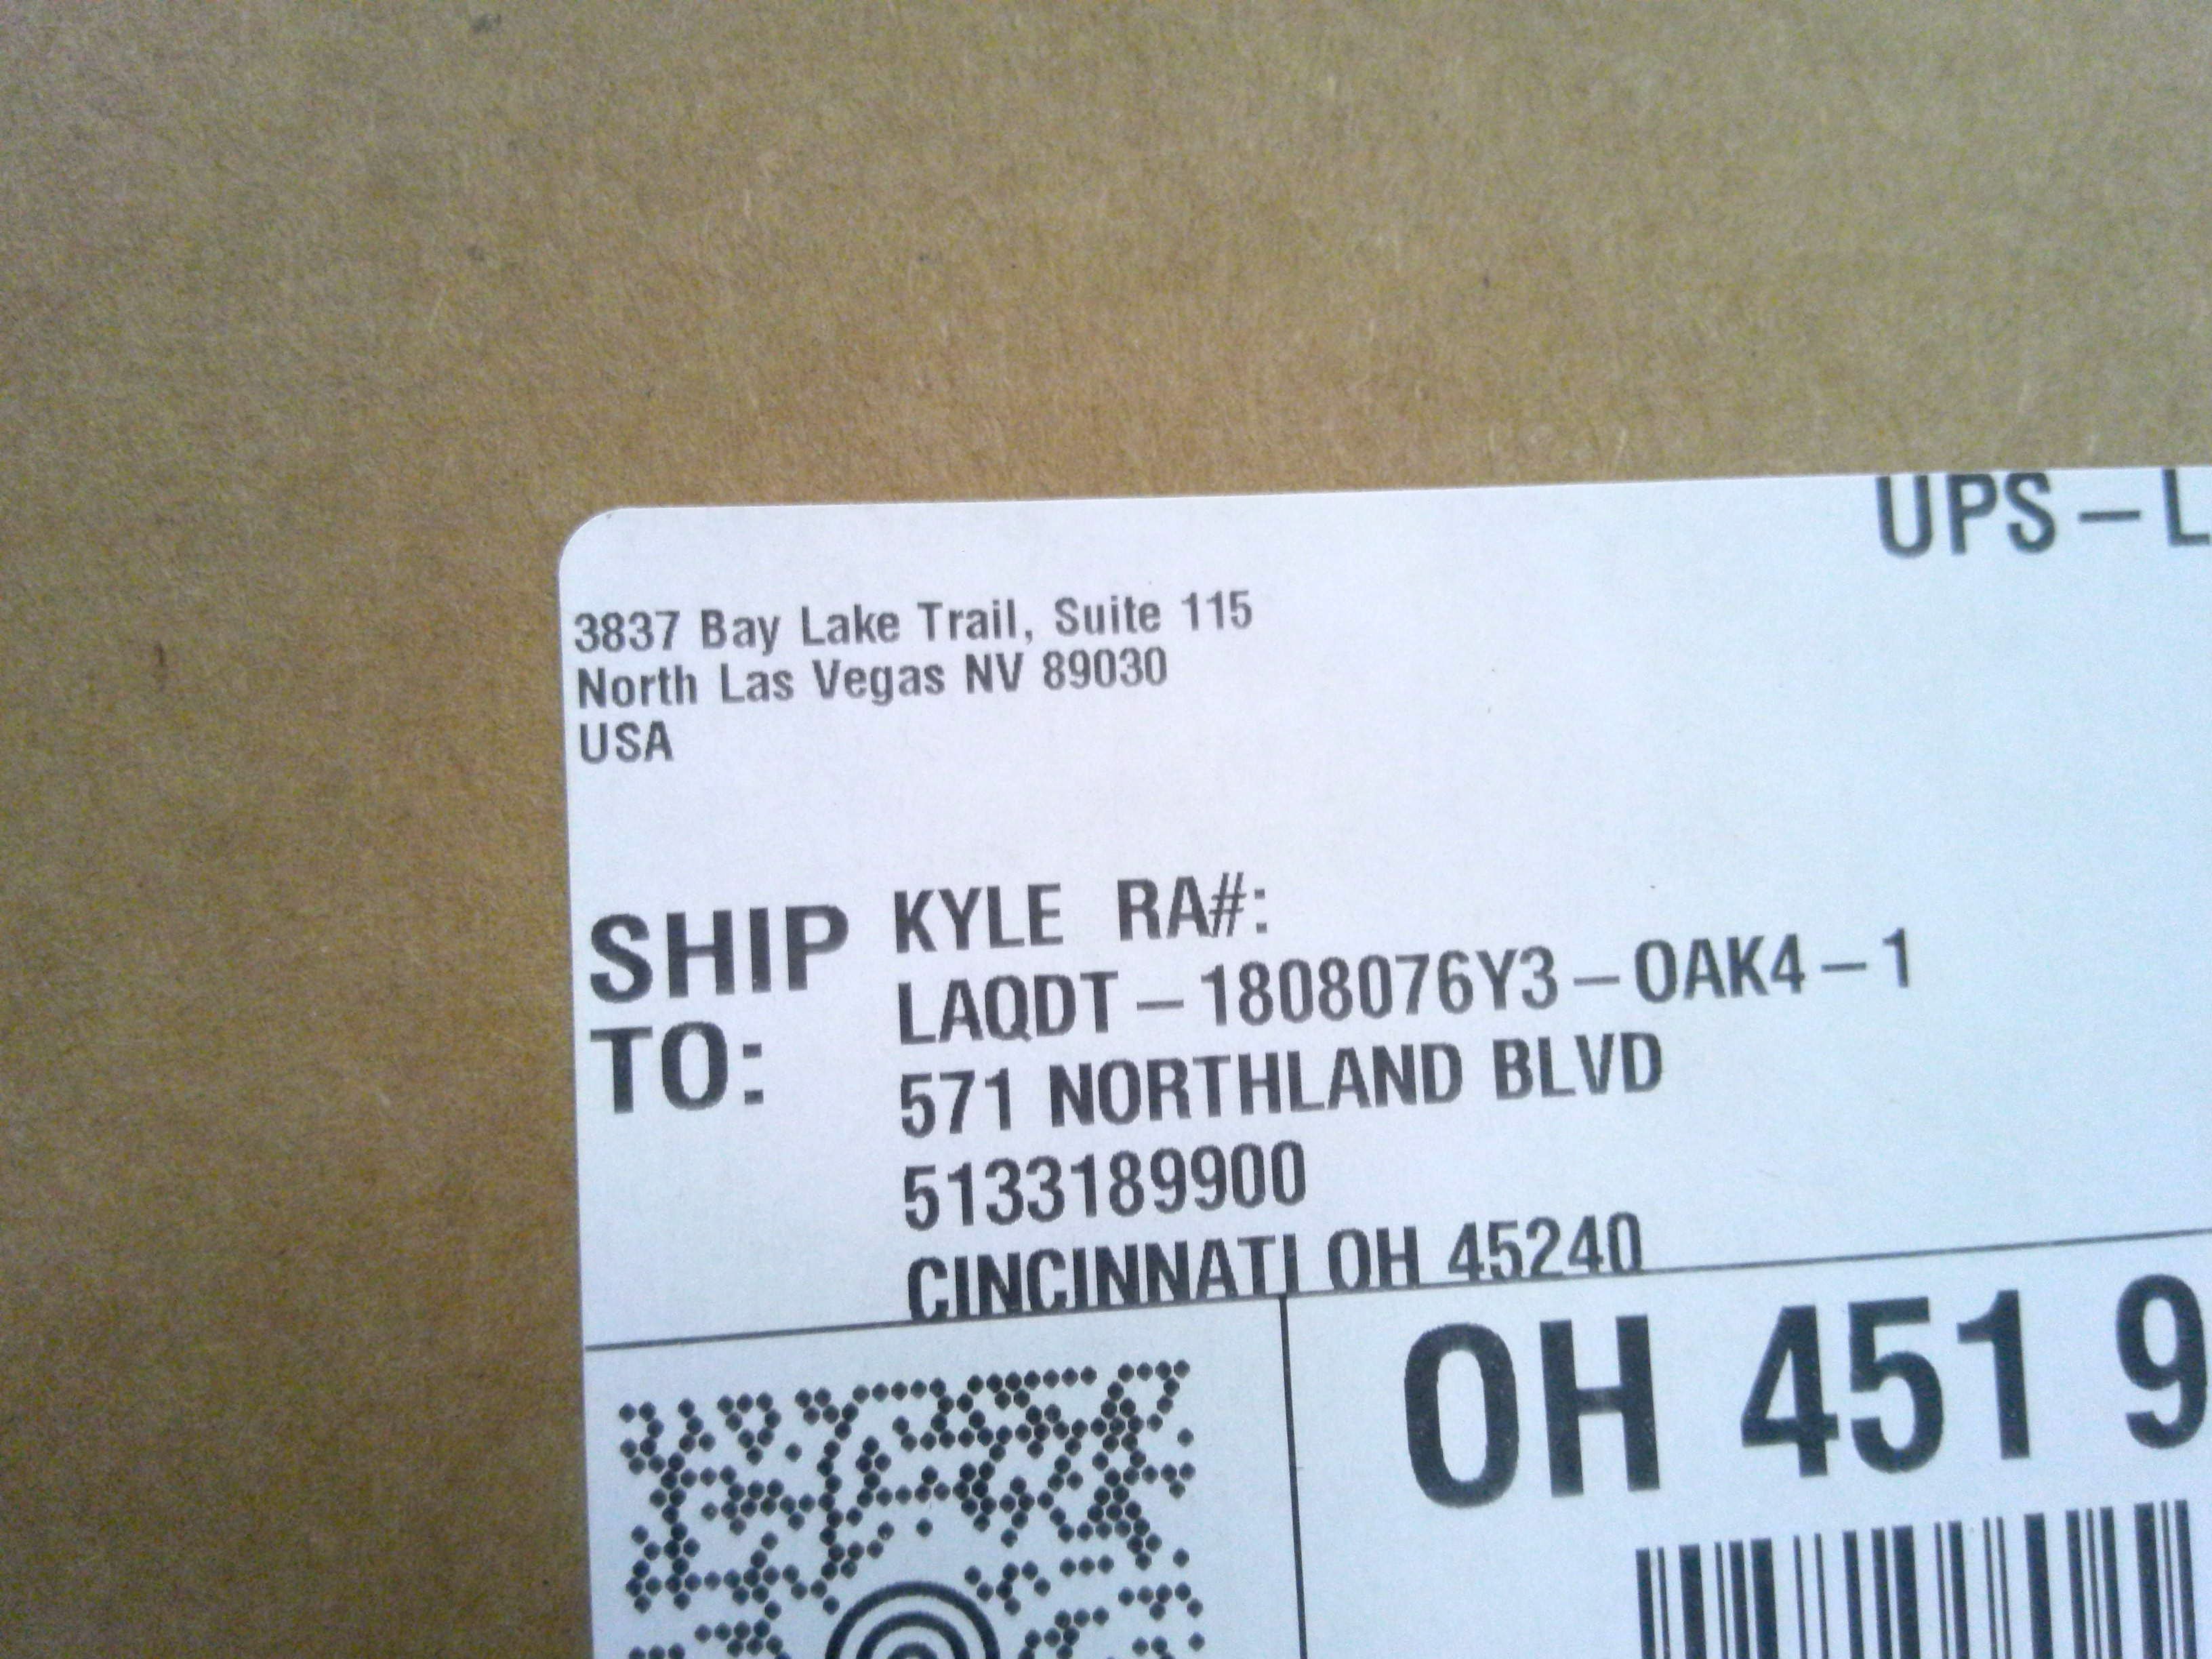 UPS – L
3837 Bay Lake Trail, Suite 115
North Las Vegas NV 89030
USA
SHIP TO:
KYLE RA#:
LAQDT – 1808076Y3 – OAK4 – 1
571 NORTHLAND BLVD
5133189900
CINCINNATI OH 45240
OH 451 9